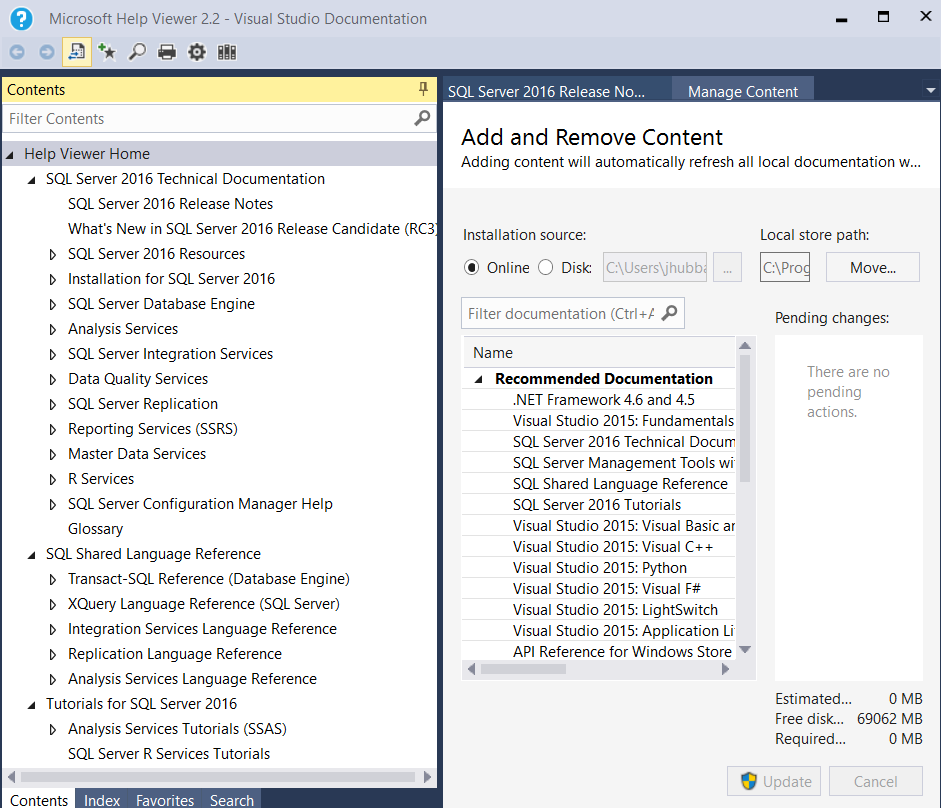 Microsoft Help Viewer 2.2 - Visual Studio Documentation
Contents
Filter Contents
Help Viewer Home
SQL Server 2016 Technical Documentation
SQL Server 2016 Release Notes
What's New in SQL Server 2016 Release Candidate (RC3)
SQL Server 2016 Resources
Installation for SQL Server 2016
SQL Server Database Engine
Analysis Services
SQL Server Integration Services
Data Quality Services
SQL Server Replication
Reporting Services (SSRS)
Master Data Services
R Services
SQL Server Configuration Manager Help
Glossary
SQL Shared Language Reference
Transact-SQL Reference (Database Engine)
XQuery Language Reference (SQL Server)
Integration Services Language Reference
Replication Language Reference
Analysis Services Language Reference
Tutorials for SQL Server 2016
Analysis Services Tutorials (SSAS)
SQL Server R Services Tutorials
Contents Index Favorites Search
SQL Server 2016 Release No... Manage Content
Add and Remove Content
Adding content will automatically refresh all local documentation w...
Installation source: Local store path:
Online Disk: C:\Users\jhubba ... C:\Prog Move...
Filter documentation (Ctrl+A
Name
Recommended Documentation
.NET Framework 4.6 and 4.5
Visual Studio 2015: Fundamentals
SQL Server 2016 Technical Docum
SQL Server Management Tools wi
SQL Shared Language Reference
SQL Server 2016 Tutorials
Visual Studio 2015: Visual Basic an
Visual Studio 2015: Visual C++
Visual Studio 2015: Python
Visual Studio 2015: Visual F#
Visual Studio 2015: LightSwitch
Visual Studio 2015: Application Li
API Reference for Windows Store
Pending changes:
There are no
pending
actions.
Estimated... 0 MB
Free disk... 69062 MB
Required... 0 MB
Update Cancel